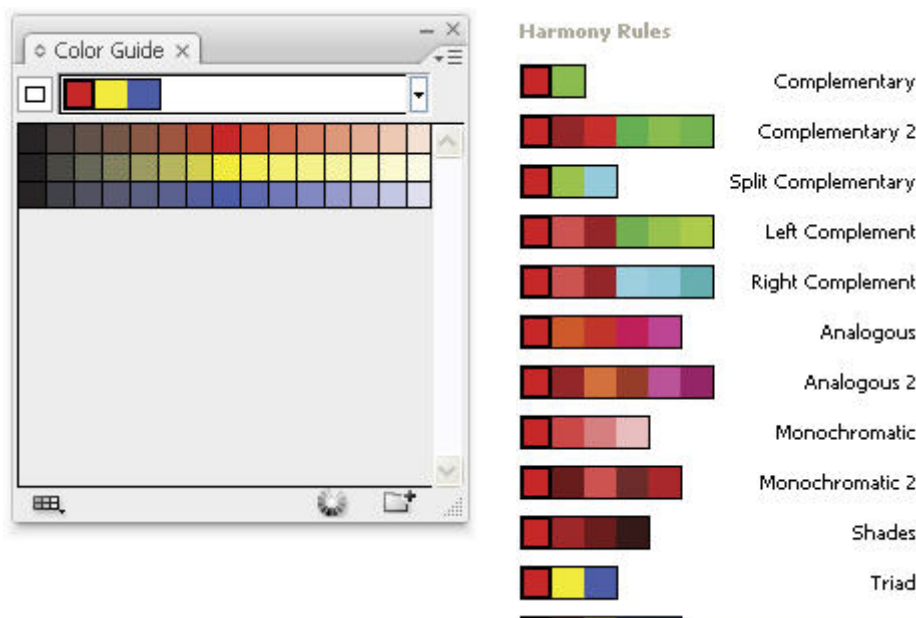 Color Guide
Harmony Rules
Complementary
Complementary 2
Split Complementary
Left Complement
Right Complement
Analogous
Analogous 2
Monochromatic
Monochromatic 2
Shades
Triad